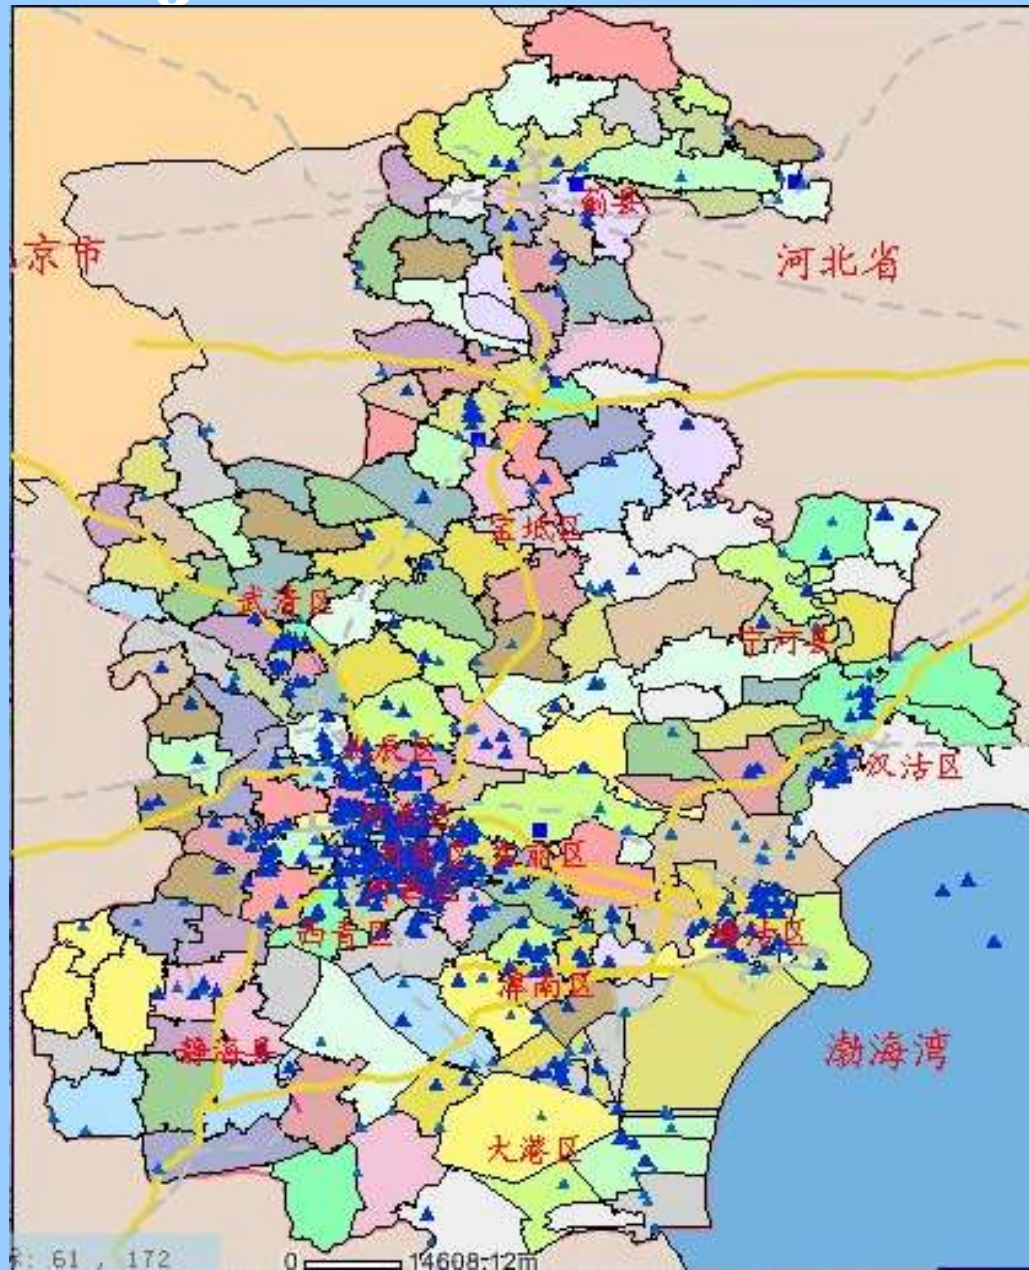 蓟县
京市
河北省
宝坻区
武清区
宁河县
北辰区
汉沽区
东丽区
西青区
塘沽区
津南区
静海县
渤海湾
大港区
: 61 , 172
0 14608.12m